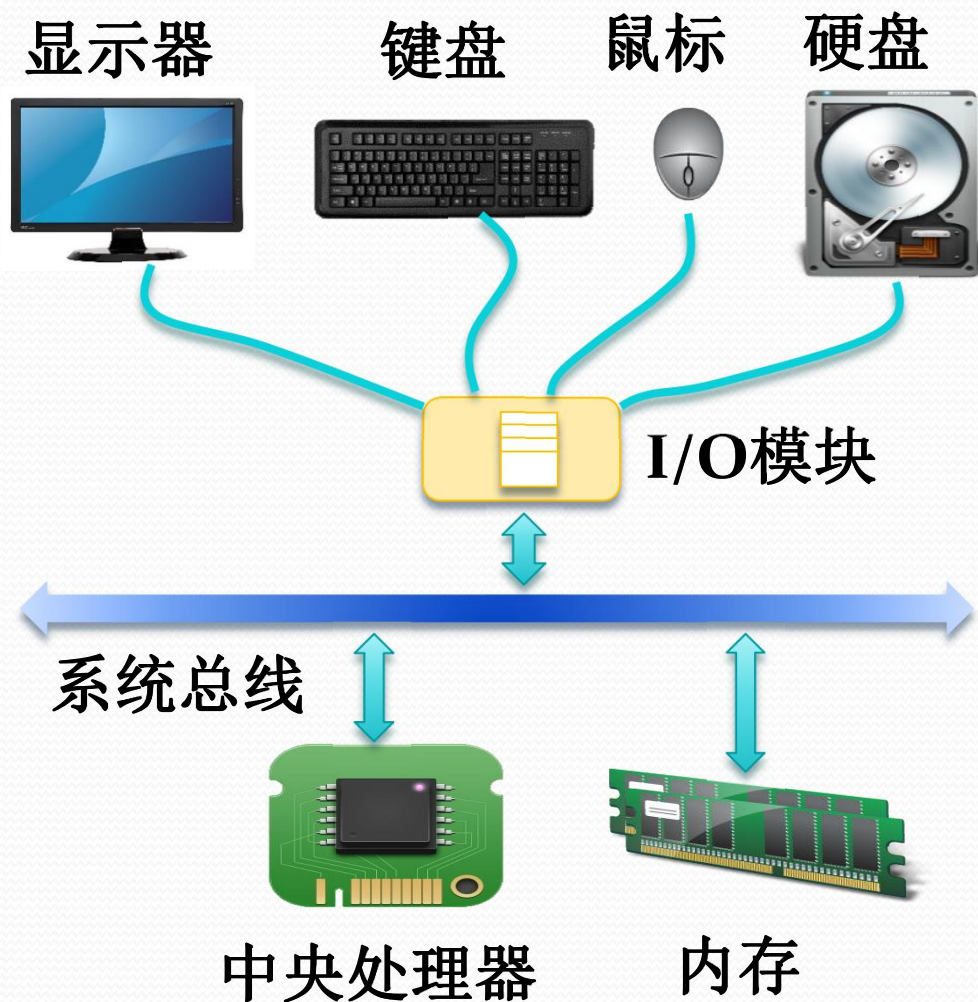 显示器
键盘
鼠标
硬盘
I/O模块
系统总线
中央处理器
内存